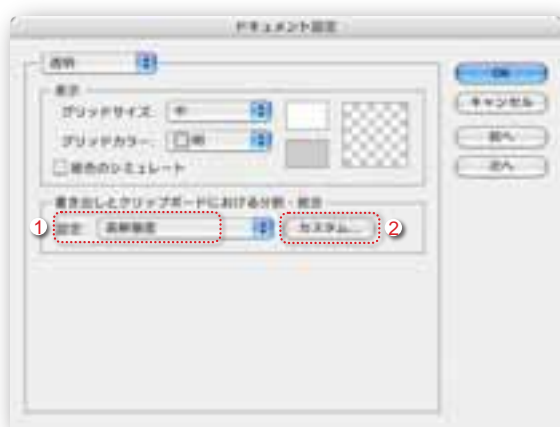 ドキュメント設定
透明
OK
表示
キャンセル
グリッドサイズ: 中
グリッドカラー: 明
前へ
次へ
紙色のシミュレート
書き出しとクリップボードにおける分割・統合
1 設定: 高解像度 カスタム... 2